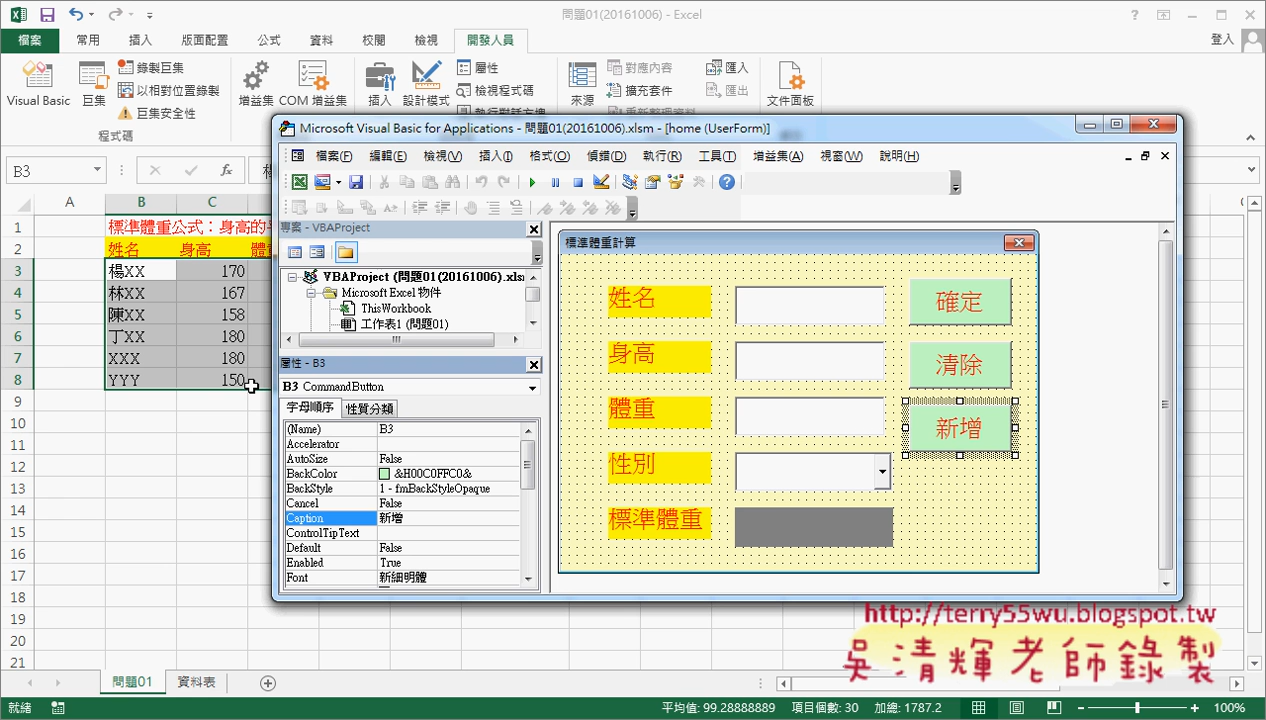 問題01(20161006) - Excel
檔案 常用 插入 版面配置 公式 資料 校閱 檢視 開發人員 登入
Visual Basic 巨集 錄製巨集 以相對位置錄製 巨集安全性 增益集 COM 增益集 插入 設計模式 屬性 檢視程式碼 執行對話方塊 來源 對應內容 擴充套件 重新整理資料 匯入 匯出 文件面板
程式碼
B3
A B C
1 標準體重公式：身高的
2 姓名 身高 體
3 楊XX 170
4 林XX 167
5 陳XX 158
6 丁XX 180
7 XXX 180
8 YYY 150
9
10
11
12
13
14
15
16
17
18
19
20
21
Microsoft Visual Basic for Applications - 問題01(20161006).xlsm - [home (UserForm)]
檔案(F) 編輯(E) 檢視(V) 插入(I) 格式(O) 偵錯(D) 執行(R) 工具(T) 增益集(A) 視窗(W) 說明(H)
專案 - VBAProject
VBAProject (問題01(20161006).xlsm
Microsoft Excel 物件
ThisWorkbook
工作表1 (問題01)
屬性 - B3
B3 CommandButton
字母順序 性質分類
(Name) B3
Accelerator
AutoSize False
BackColor &H00C0FFC0&
BackStyle 1 - fmBackStyleOpaque
Cancel False
Caption 新增
ControlTipText
Default False
Enabled True
Font 新細明體
標準體重計算
姓名 確定
身高 清除
體重 新增
性別
標準體重
http://terry55wu.blogspot.tw
吳清輝老師錄製
問題01 資料表
就緒 平均值: 99.28888889 項目個數: 30 加總: 1787.2 100%